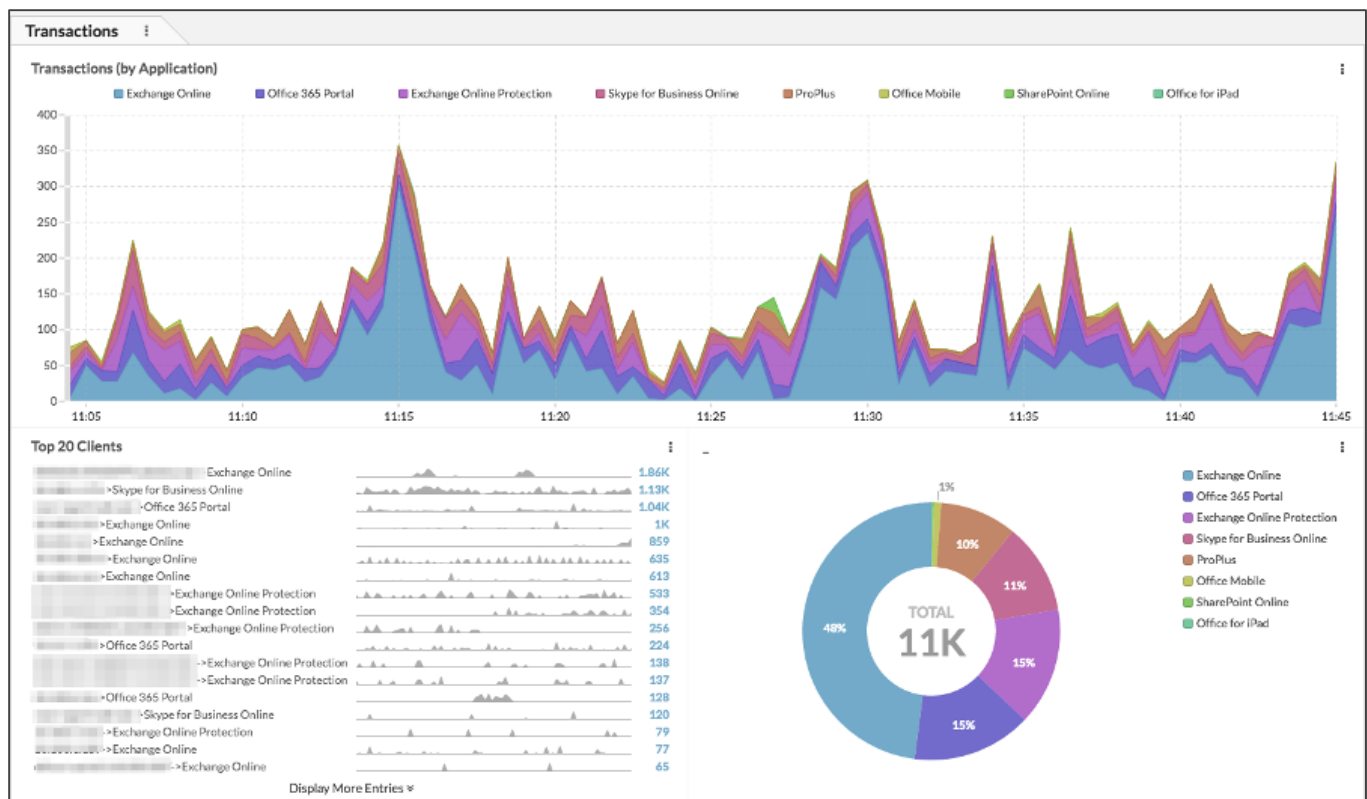 Transactions
Transactions (by Application)
Exchange Online Office 365 Portal Exchange Online Protection Skype for Business Online ProPlus Office Mobile SharePoint Online Office for iPad
400
350
300
250
200
150
100
50
0
11:05 11:10 11:15 11:20 11:25 11:30 11:35 11:40 11:45
Top 20 Clients
Exchange Online 1.86K
>Skype for Business Online 1.13K
>Office 365 Portal 1.04K
>Exchange Online 1K
>Exchange Online 859
>Exchange Online 635
>Exchange Online 613
>Exchange Online Protection 533
>Exchange Online Protection 354
>Exchange Online Protection 256
>Office 365 Portal 224
->Exchange Online Protection 138
->Exchange Online Protection 137
>Office 365 Portal 128
-Skype for Business Online 120
->Exchange Online Protection 79
->Exchange Online 77
->Exchange Online 65
Display More Entries
–
1%
10%
11%
15%
15%
48%
TOTAL
11K
Exchange Online
Office 365 Portal
Exchange Online Protection
Skype for Business Online
ProPlus
Office Mobile
SharePoint Online
Office for iPad